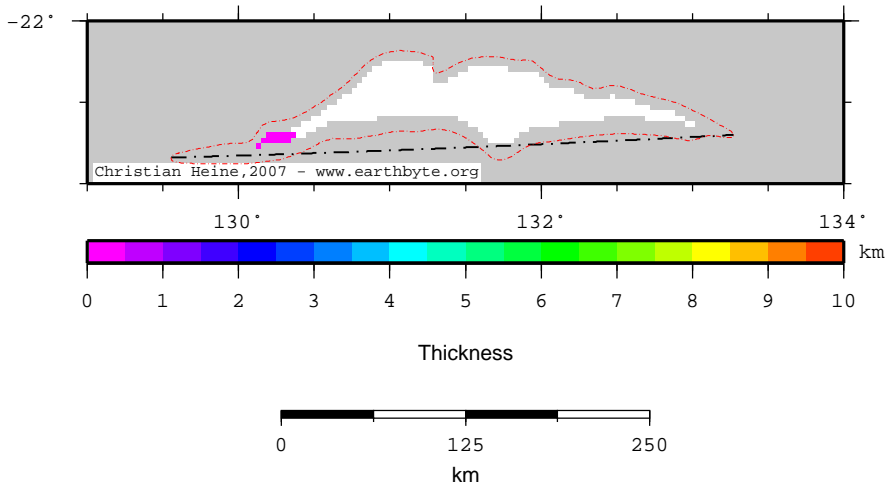 -22°
Christian Heine,2007 - www.earthbyte.org
130° 132° 134°
km
0 1 2 3 4 5 6 7 8 9 10
Thickness
0 125 250
km